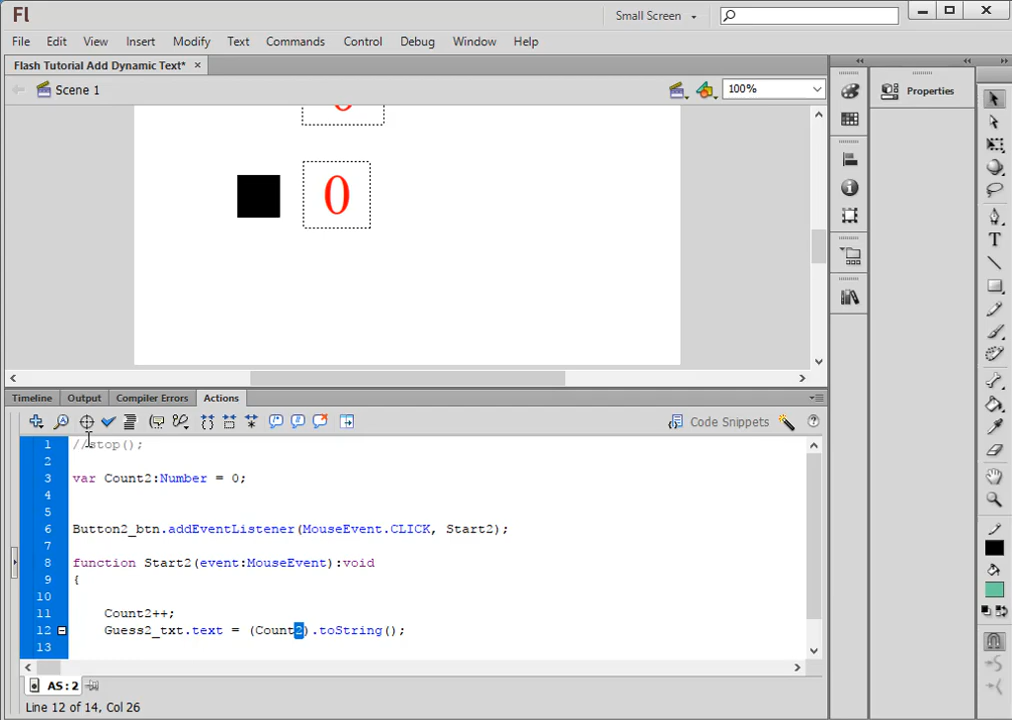 Fl
Small Screen
File Edit View Insert Modify Text Commands Control Debug Window Help
Flash Tutorial Add Dynamic Text* ×
Scene 1
100%
Properties
0
T
Timeline Output Compiler Errors Actions
Code Snippets
1 //stop();
2
3 var Count2:Number = 0;
4
5
6 Button2_btn.addEventListener(MouseEvent.CLICK, Start2);
7
8 function Start2(event:MouseEvent):void
9 {
10
11 Count2++;
12 Guess2_txt.text = (Count2).toString();
13
AS:2
Line 12 of 14, Col 26